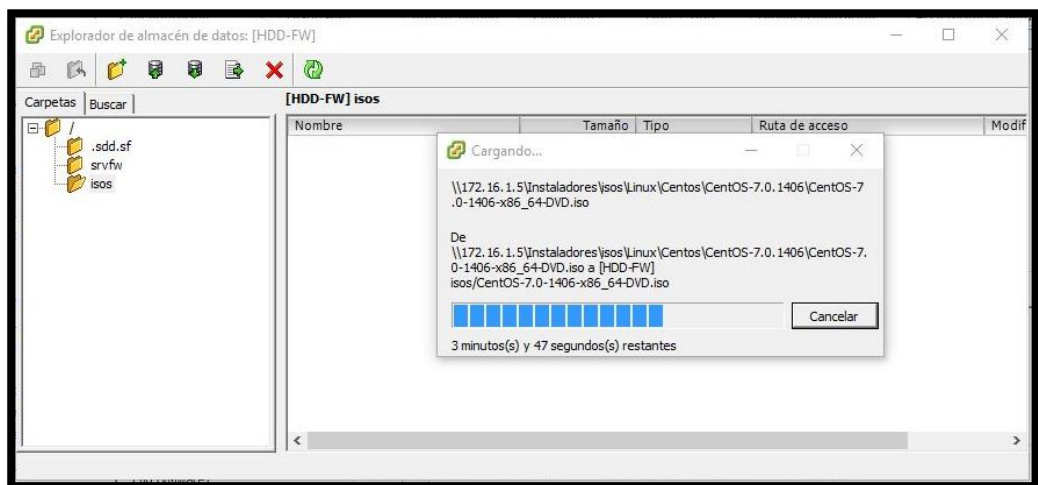 Explorador de almacén de datos: [HDD-FW]
Carpetas Buscar
[HDD-FW] isos
/
.sdd.sf
srvfw
isos
Nombre Tamaño Tipo Ruta de acceso Modif
Cargando...
\\172.16.1.5\Instaladores\isos\Linux\Centos\CentOS-7.0.1406\CentOS-7
.0-1406-x86_64-DVD.iso
De
\\172.16.1.5\Instaladores\isos\Linux\Centos\CentOS-7.0.1406\CentOS-7.
0-1406-x86_64-DVD.iso a [HDD-FW]
isos/CentOS-7.0-1406-x86_64-DVD.iso
Cancelar
3 minutos(s) y 47 segundos(s) restantes